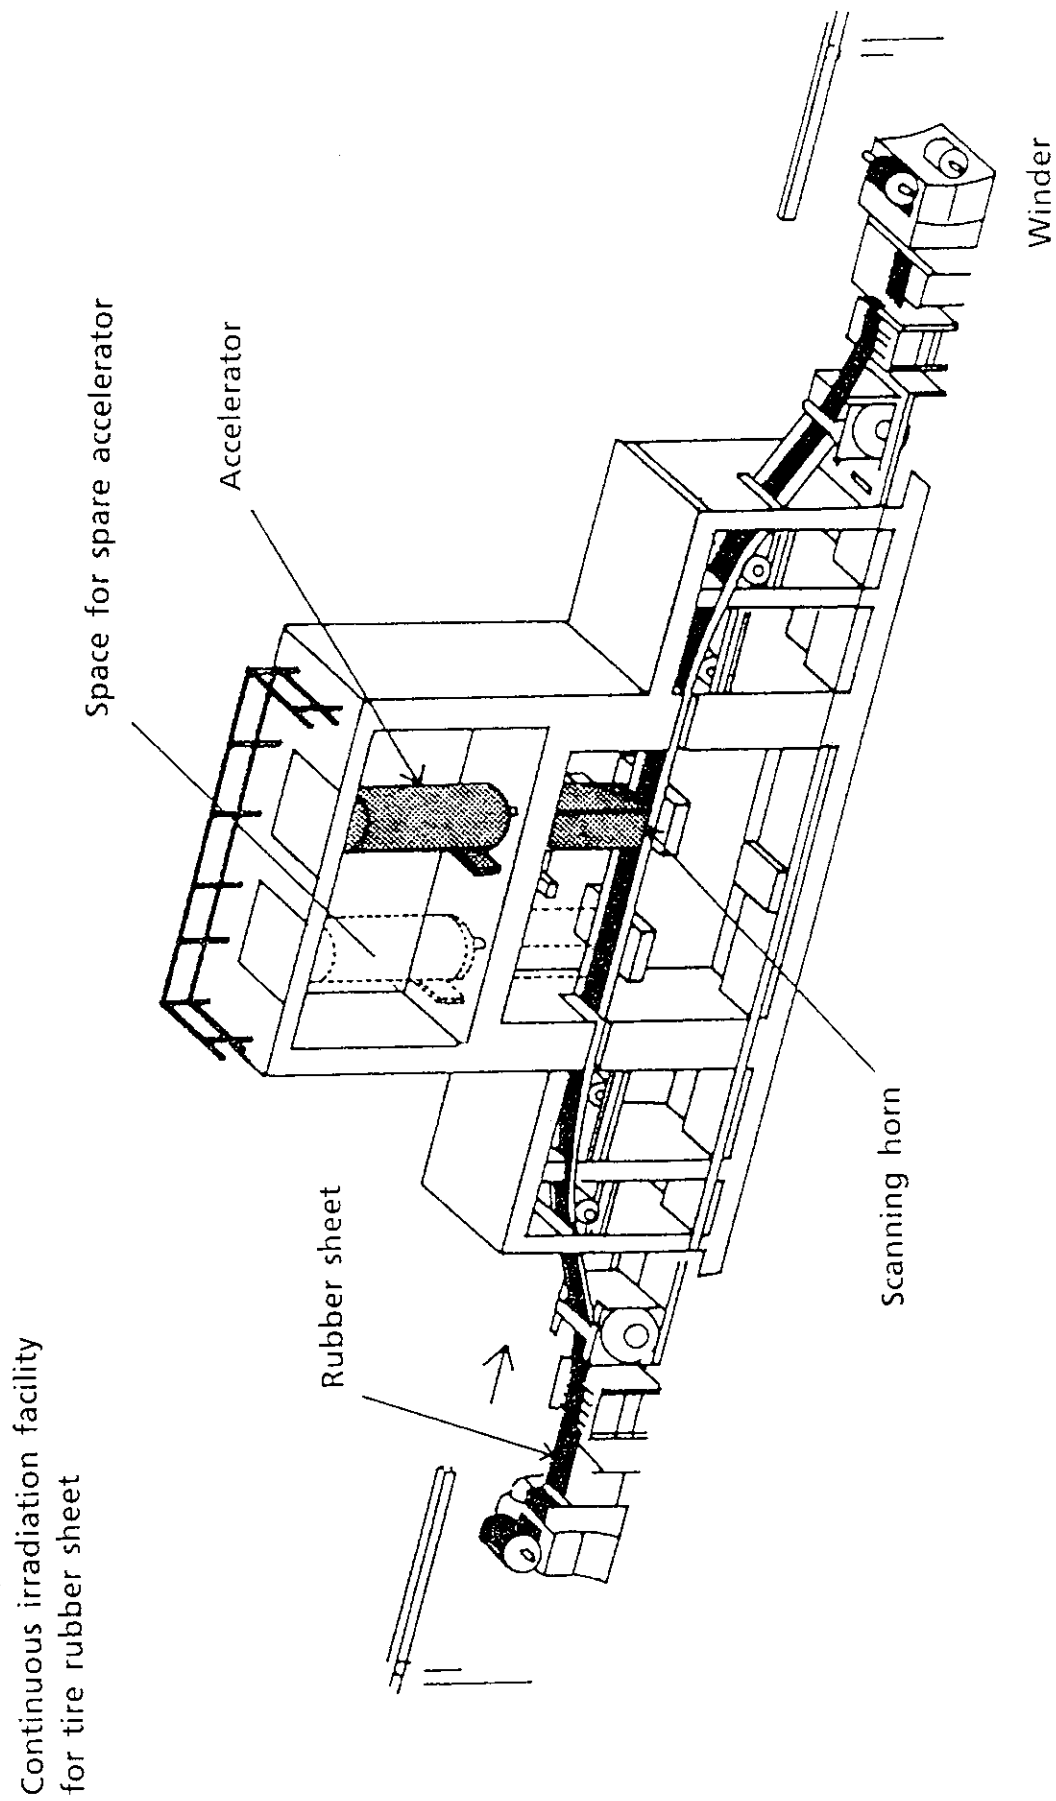 Continuous irradiation facility
for tire rubber sheet
Space for spare accelerator
Accelerator
Rubber sheet
Scanning horn
Winder